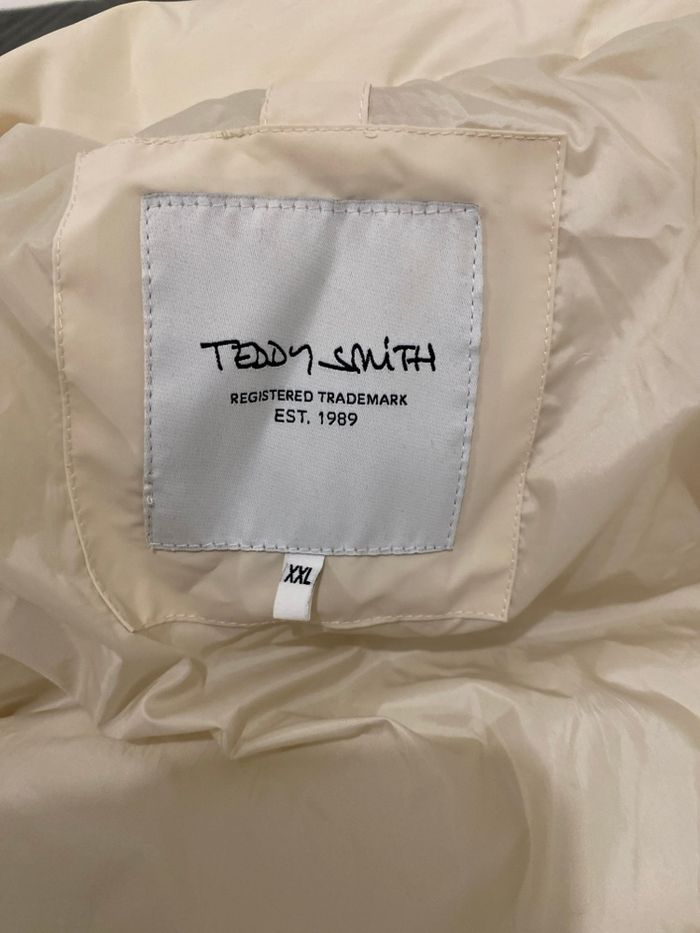 TEDDY SMITH
REGISTERED TRADEMARK
EST. 1989
XXL